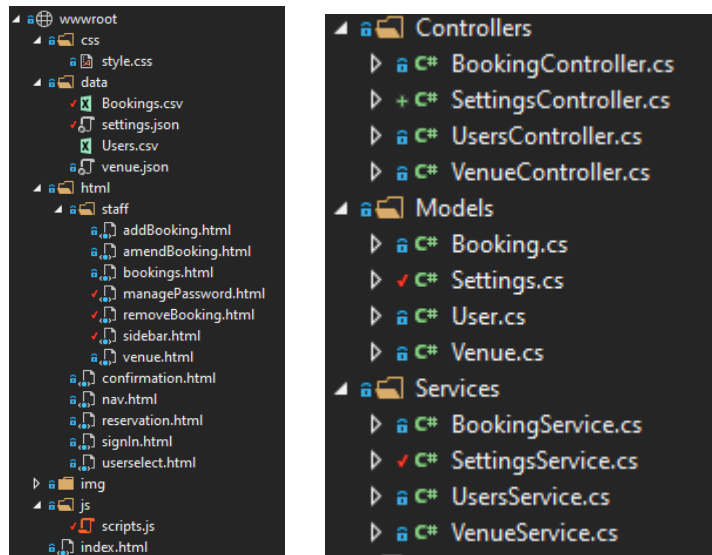 wwwroot
css
style.css
data
Bookings.csv
settings.json
Users.csv
venue.json
html
staff
addBooking.html
amendBooking.html
bookings.html
managePassword.html
removeBooking.html
sidebar.html
venue.html
confirmation.html
nav.html
reservation.html
signIn.html
userselect.html
img
js
scripts.js
index.html
Controllers
C# BookingController.cs
+ C# SettingsController.cs
C# UsersController.cs
C# VenueController.cs
Models
C# Booking.cs
C# Settings.cs
C# User.cs
C# Venue.cs
Services
C# BookingService.cs
C# SettingsService.cs
C# UsersService.cs
C# VenueService.cs